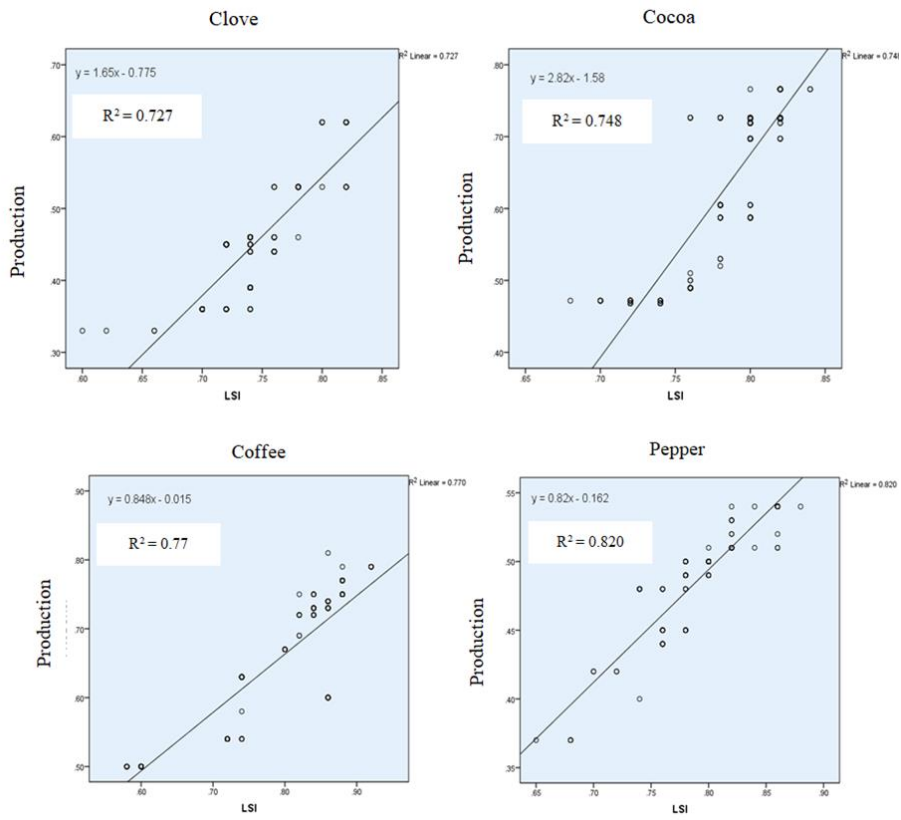 Clove
R² Linear = 0.727
y = 1.65x - 0.775
R² = 0.727
Production
.70
.60
.50
.40
.30
.60
.65
.70
.75
.80
.85
LSI
Cocoa
R² Linear = 0.748
y = 2.82x - 1.58
R² = 0.748
Production
.80
.70
.60
.50
.40
.65
.70
.75
.80
.85
LSI
Coffee
R² Linear = 0.770
y = 0.848x - 0.015
R² = 0.77
Production
.90
.80
.70
.60
.50
.60
.70
.80
.90
LSI
Pepper
R² Linear = 0.820
y = 0.82x - 0.162
R² = 0.820
Production
.55
.50
.45
.40
.35
.65
.70
.75
.80
.85
.90
LSI